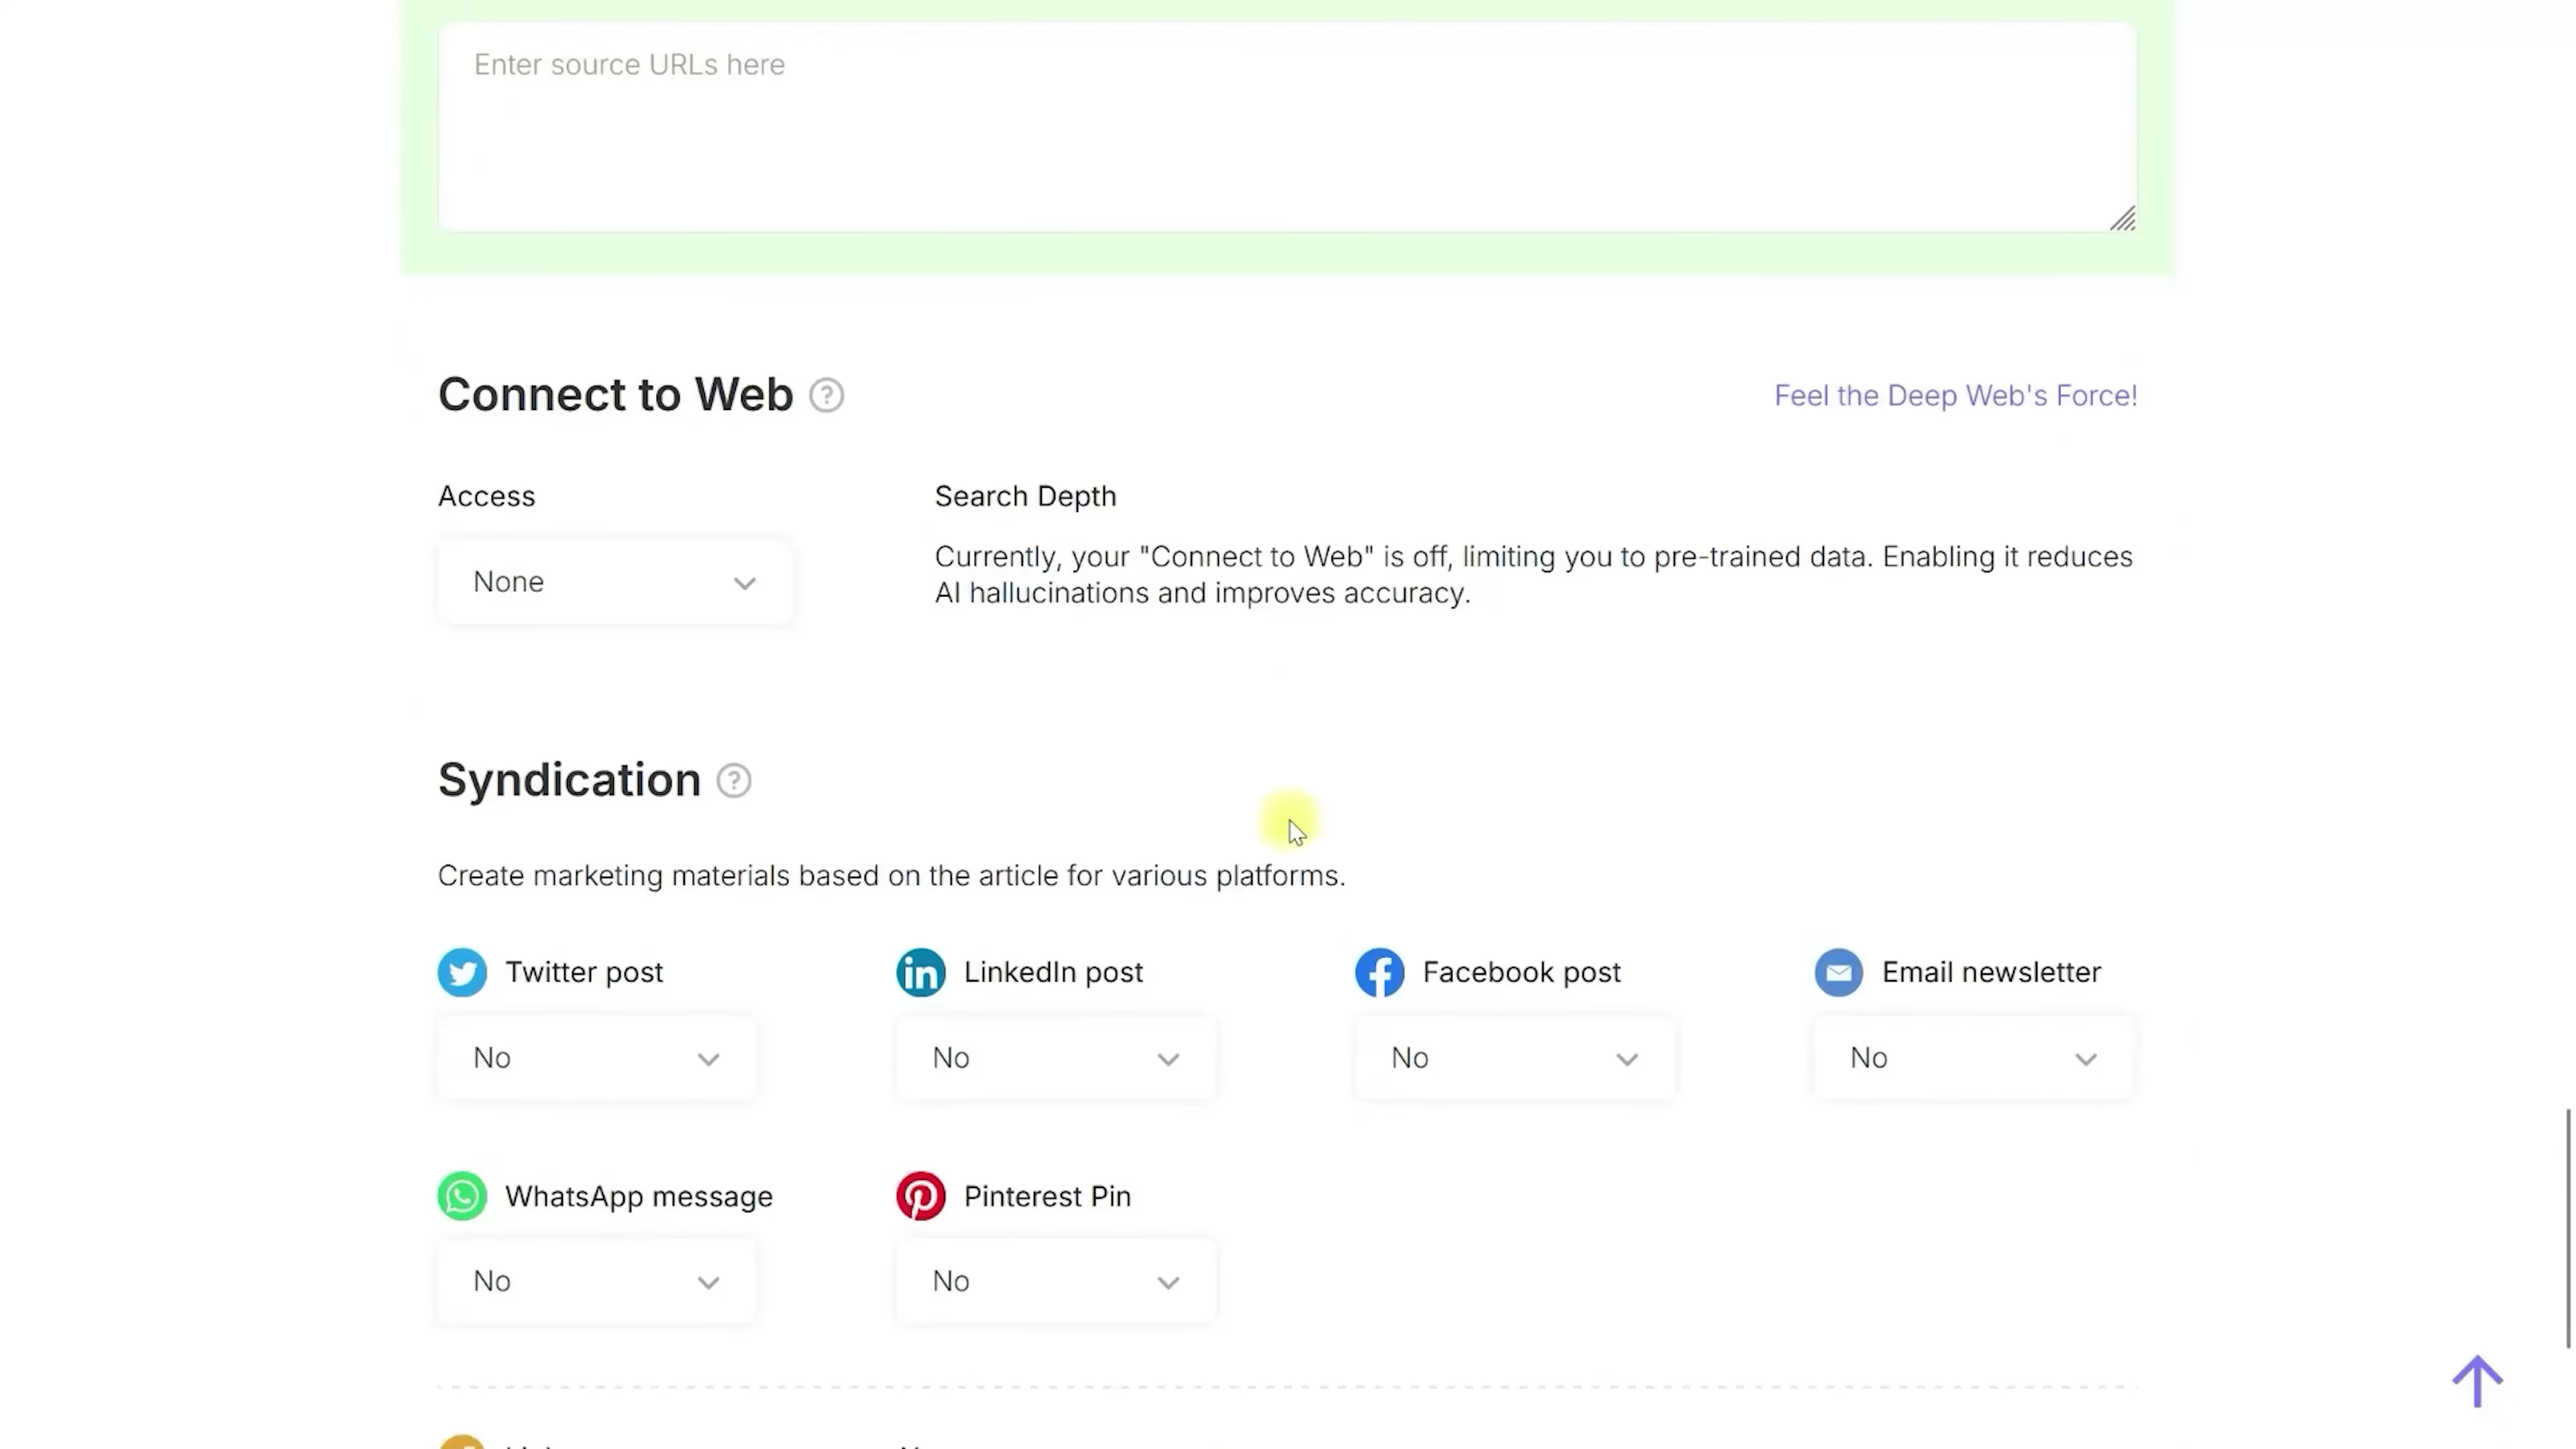 Enter source URLs here
Connect to Web
Feel the Deep Web's Force!
Access
Search Depth
None
Currently, your "Connect to Web" is off, limiting you to pre-trained data. Enabling it reduces
AI hallucinations and improves accuracy.
Syndication
Create marketing materials based on the article for various platforms.
Twitter post
LinkedIn post
Facebook post
Email newsletter
No
No
No
No
WhatsApp message
Pinterest Pin
No
No